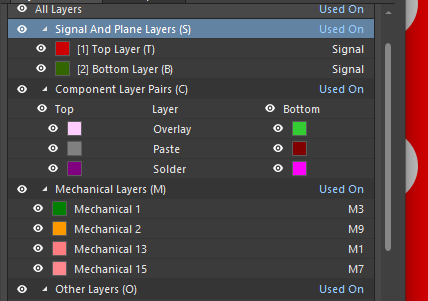 All Layers Used On
Signal And Plane Layers (S) Used On
[1] Top Layer (T) Signal
[2] Bottom Layer (B) Signal
Component Layer Pairs (C) Used On
Top Layer Bottom
Overlay
Paste
Solder
Mechanical Layers (M) Used On
Mechanical 1 M3
Mechanical 2 M9
Mechanical 13 M1
Mechanical 15 M7
Other Layers (O) Used On